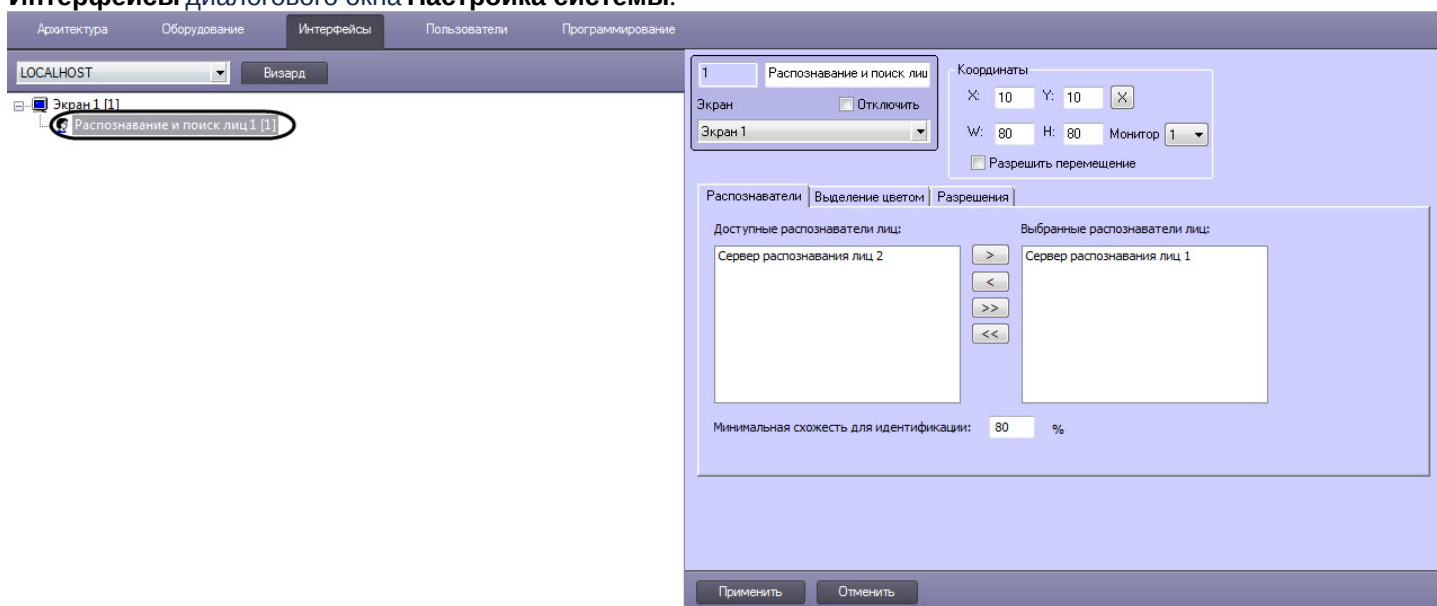 Интерфейсы диалогового окна Настройка системы.
Архитектура Оборудование Интерфейсы Пользователи Программирование
LOCALHOST Визард
Экран 1 [1]
Распознавание и поиск лиц 1 [1]
1 Распознавание и поиск лиц
Экран Отключить
Экран 1
Координаты
X: 10 Y: 10 X
W: 80 H: 80 Монитор 1
Разрешить перемещение
Распознаватели Выделение цветом Разрешения
Доступные распознаватели лиц: Выбранные распознаватели лиц:
Сервер распознавания лиц 2 > Сервер распознавания лиц 1
<
>>
<<
Минимальная схожесть для идентификации: 80 %
Применить Отменить